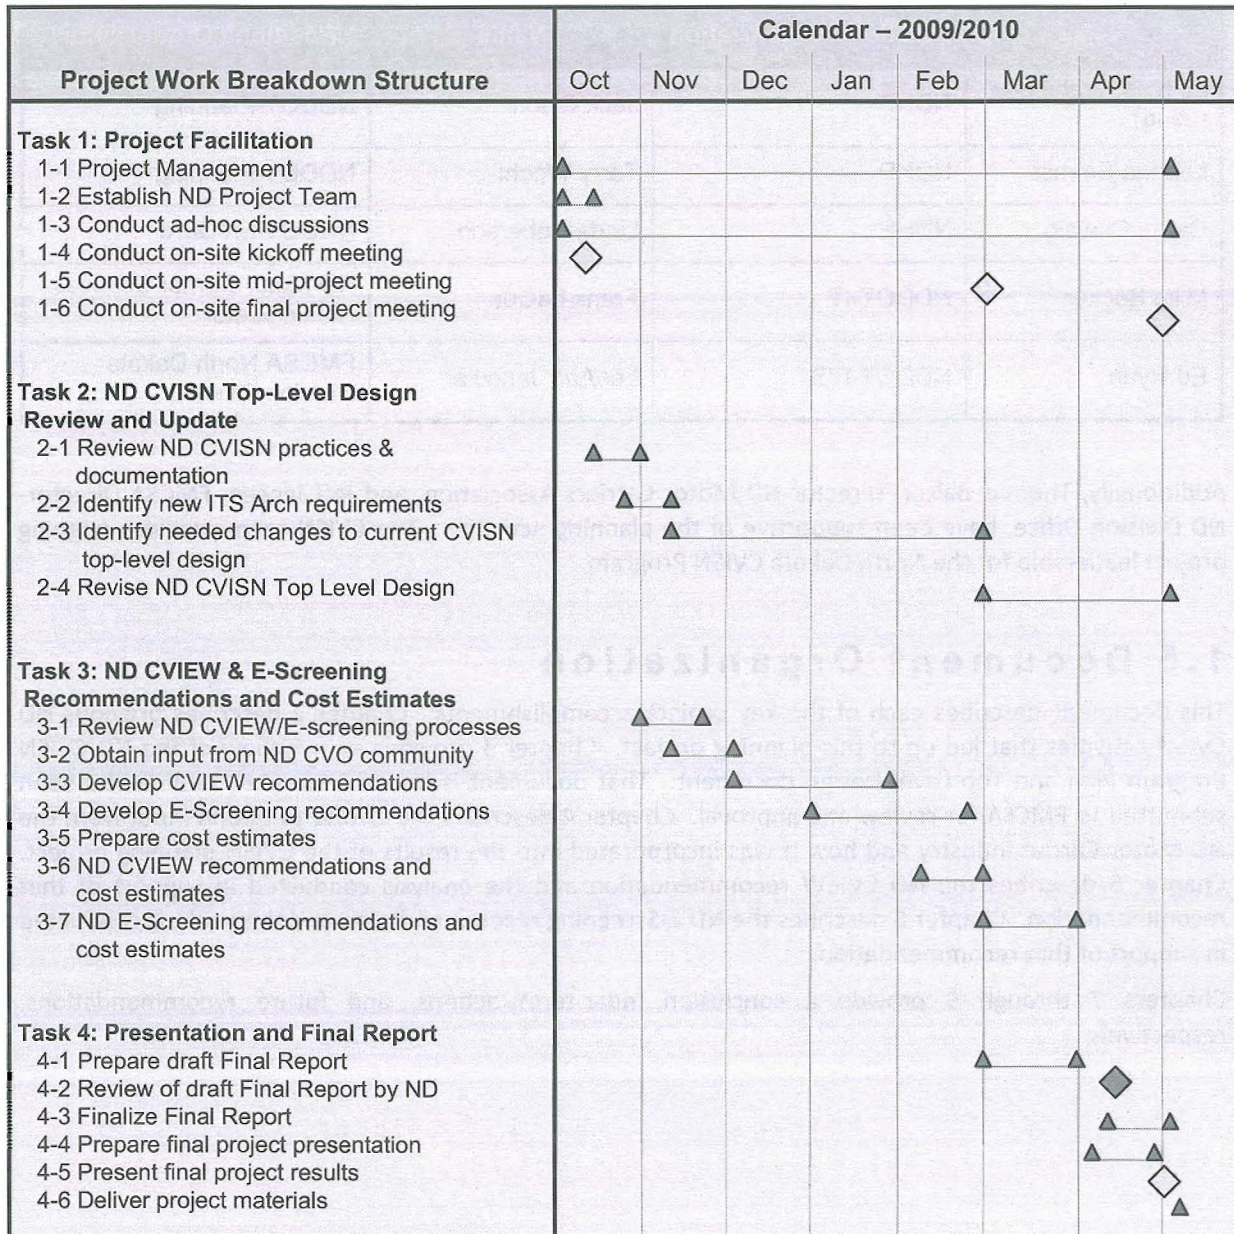 Calendar – 2009/2010
Project Work Breakdown Structure
Oct Nov Dec Jan Feb Mar Apr May
Task 1: Project Facilitation
1-1 Project Management
1-2 Establish ND Project Team
1-3 Conduct ad-hoc discussions
1-4 Conduct on-site kickoff meeting
1-5 Conduct on-site mid-project meeting
1-6 Conduct on-site final project meeting
Task 2: ND CVISN Top-Level Design
Review and Update
2-1 Review ND CVISN practices &
documentation
2-2 Identify new ITS Arch requirements
2-3 Identify needed changes to current CVISN
top-level design
2-4 Revise ND CVISN Top Level Design
Task 3: ND CVIEW & E-Screening
Recommendations and Cost Estimates
3-1 Review ND CVIEW/E-screening processes
3-2 Obtain input from ND CVO community
3-3 Develop CVIEW recommendations
3-4 Develop E-Screening recommendations
3-5 Prepare cost estimates
3-6 ND CVIEW recommendations and
cost estimates
3-7 ND E-Screening recommendations and
cost estimates
Task 4: Presentation and Final Report
4-1 Prepare draft Final Report
4-2 Review of draft Final Report by ND
4-3 Finalize Final Report
4-4 Prepare final project presentation
4-5 Present final project results
4-6 Deliver project materials